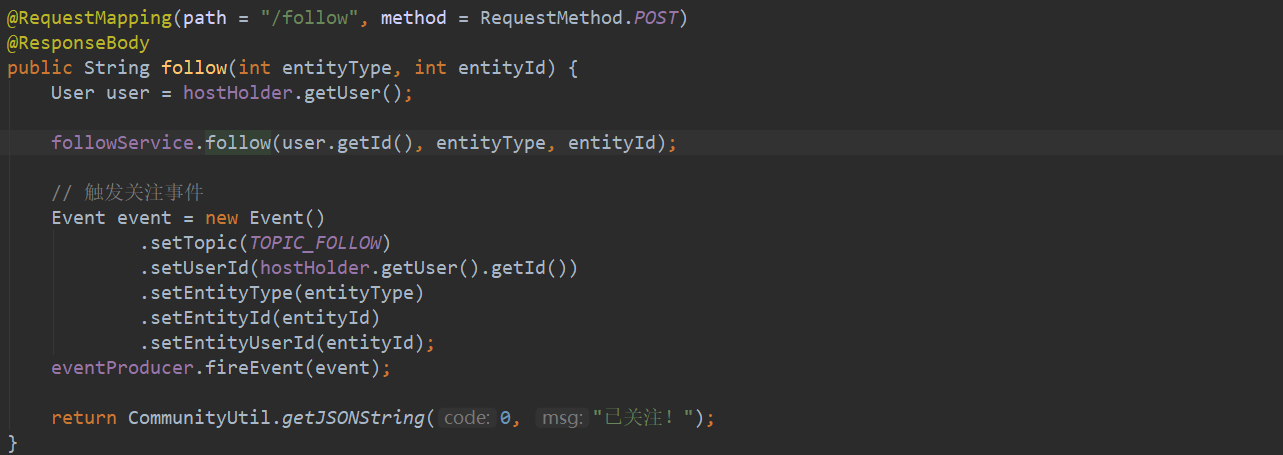 @RequestMapping(path = "/follow", method = RequestMethod.POST)
@ResponseBody
public String follow(int entityType, int entityId) {
    User user = hostHolder.getUser();

    followService.follow(user.getId(), entityType, entityId);

    // 触发关注事件
    Event event = new Event()
            .setTopic(TOPIC_FOLLOW)
            .setUserId(hostHolder.getUser().getId())
            .setEntityType(entityType)
            .setEntityId(entityId)
            .setEntityUserId(entityId);
    eventProducer.fireEvent(event);

    return CommunityUtil.getJSONString( code: 0, msg: "已关注！");
}